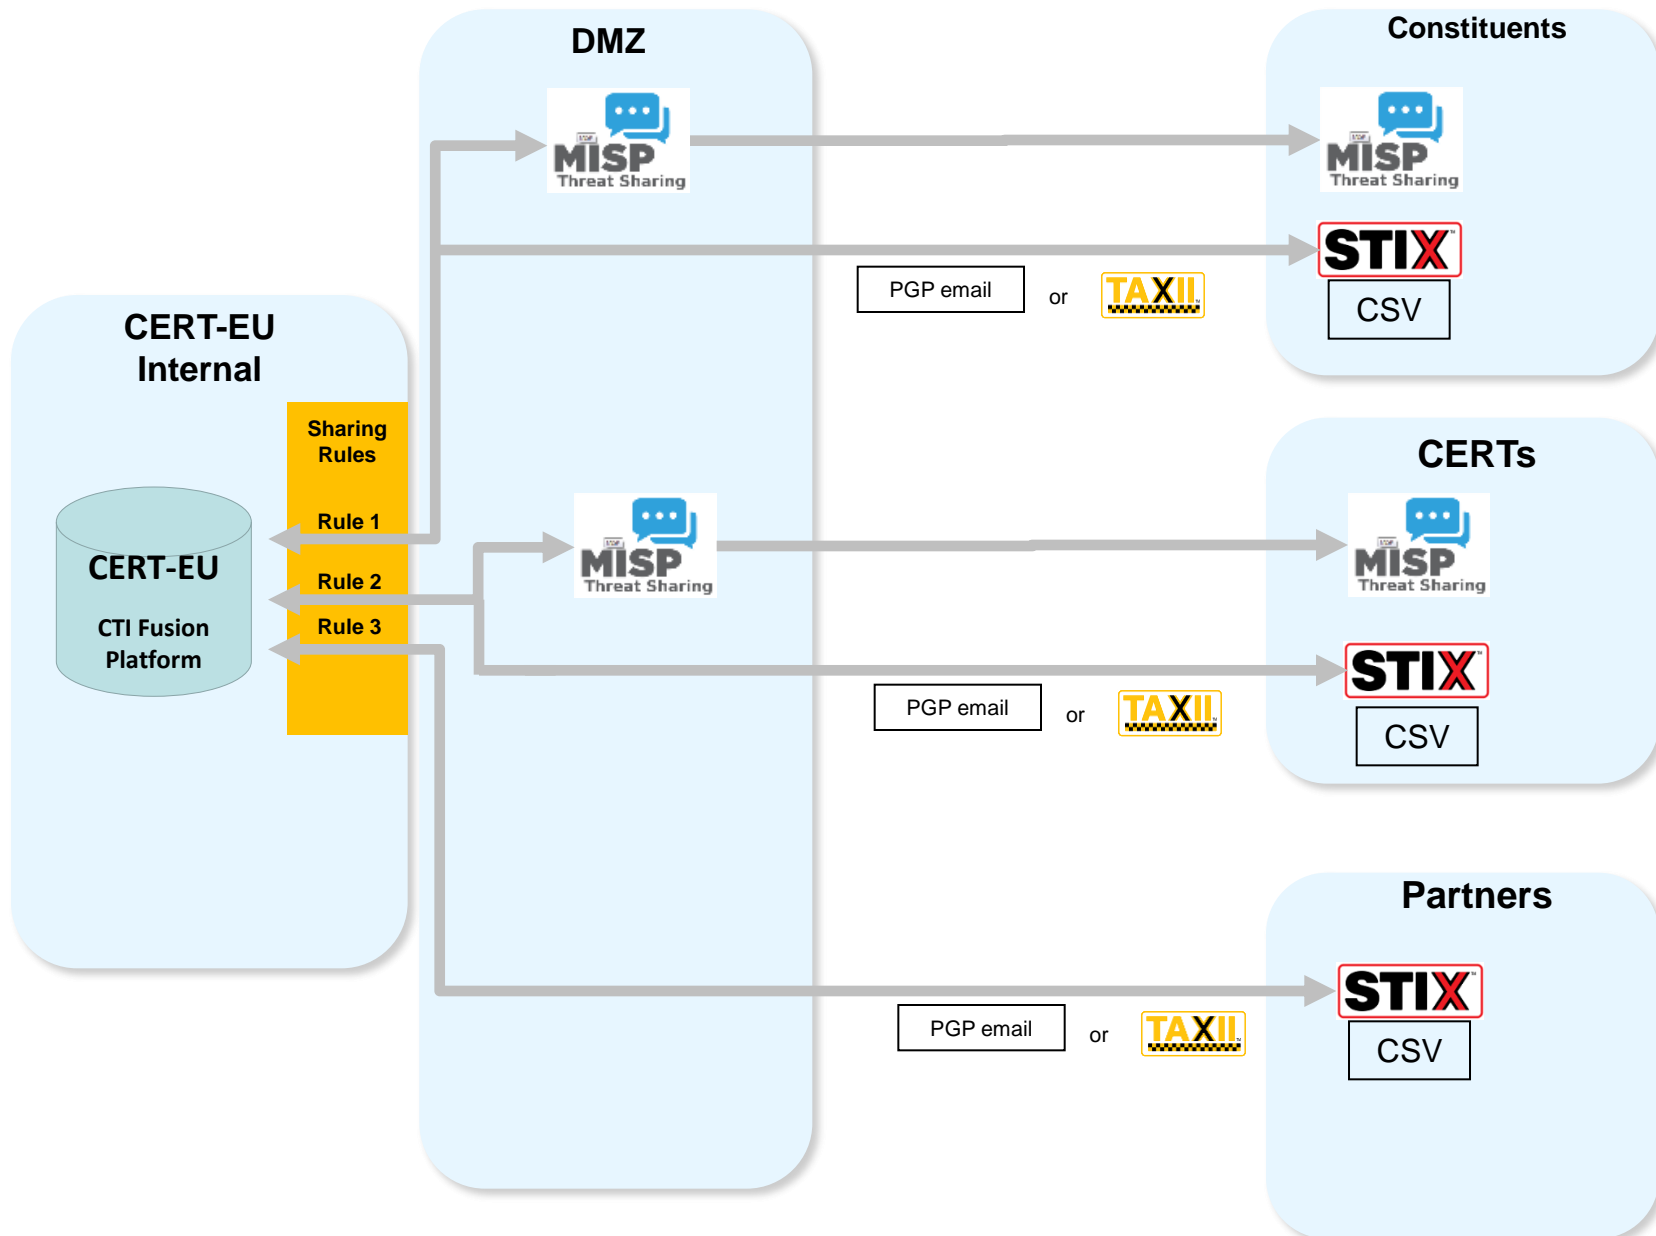 DMZ
MISP
Threat Sharing
MISP
Threat Sharing
Constituents
MISP
Threat Sharing
STIX
CSV
PGP email
or
TAXII
CERT-EU
Internal
Sharing
Rules
Rule 1
Rule 2
Rule 3
CERT-EU
CTI Fusion
Platform
CERTs
MISP
Threat Sharing
STIX
CSV
PGP email
or
TAXII
Partners
STIX
CSV
PGP email
or
TAXII